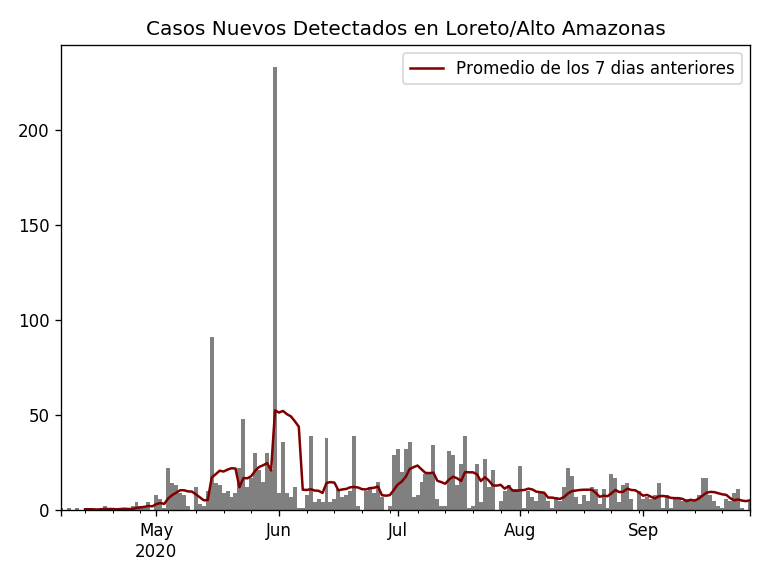 Casos Nuevos Detectados en Loreto/Alto Amazonas
Promedio de los 7 dias anteriores
200
150
100
50
0
May Jun Jul Aug Sep
2020